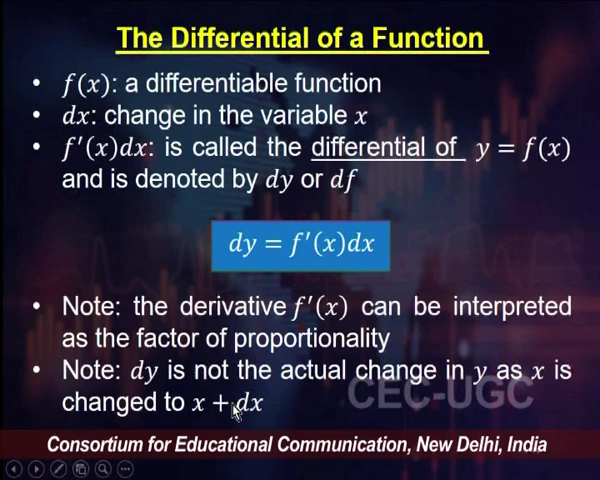 The Differential of a Function
• f(x): a differentiable function
• dx: change in the variable x
• f′(x)dx: is called the differential of y = f(x)
and is denoted by dy or df
dy = f′(x)dx
• Note: the derivative f′(x) can be interpreted
as the factor of proportionality
• Note: dy is not the actual change in y as x is
changed to x + dx
CEC-UGC
Consortium for Educational Communication, New Delhi, India